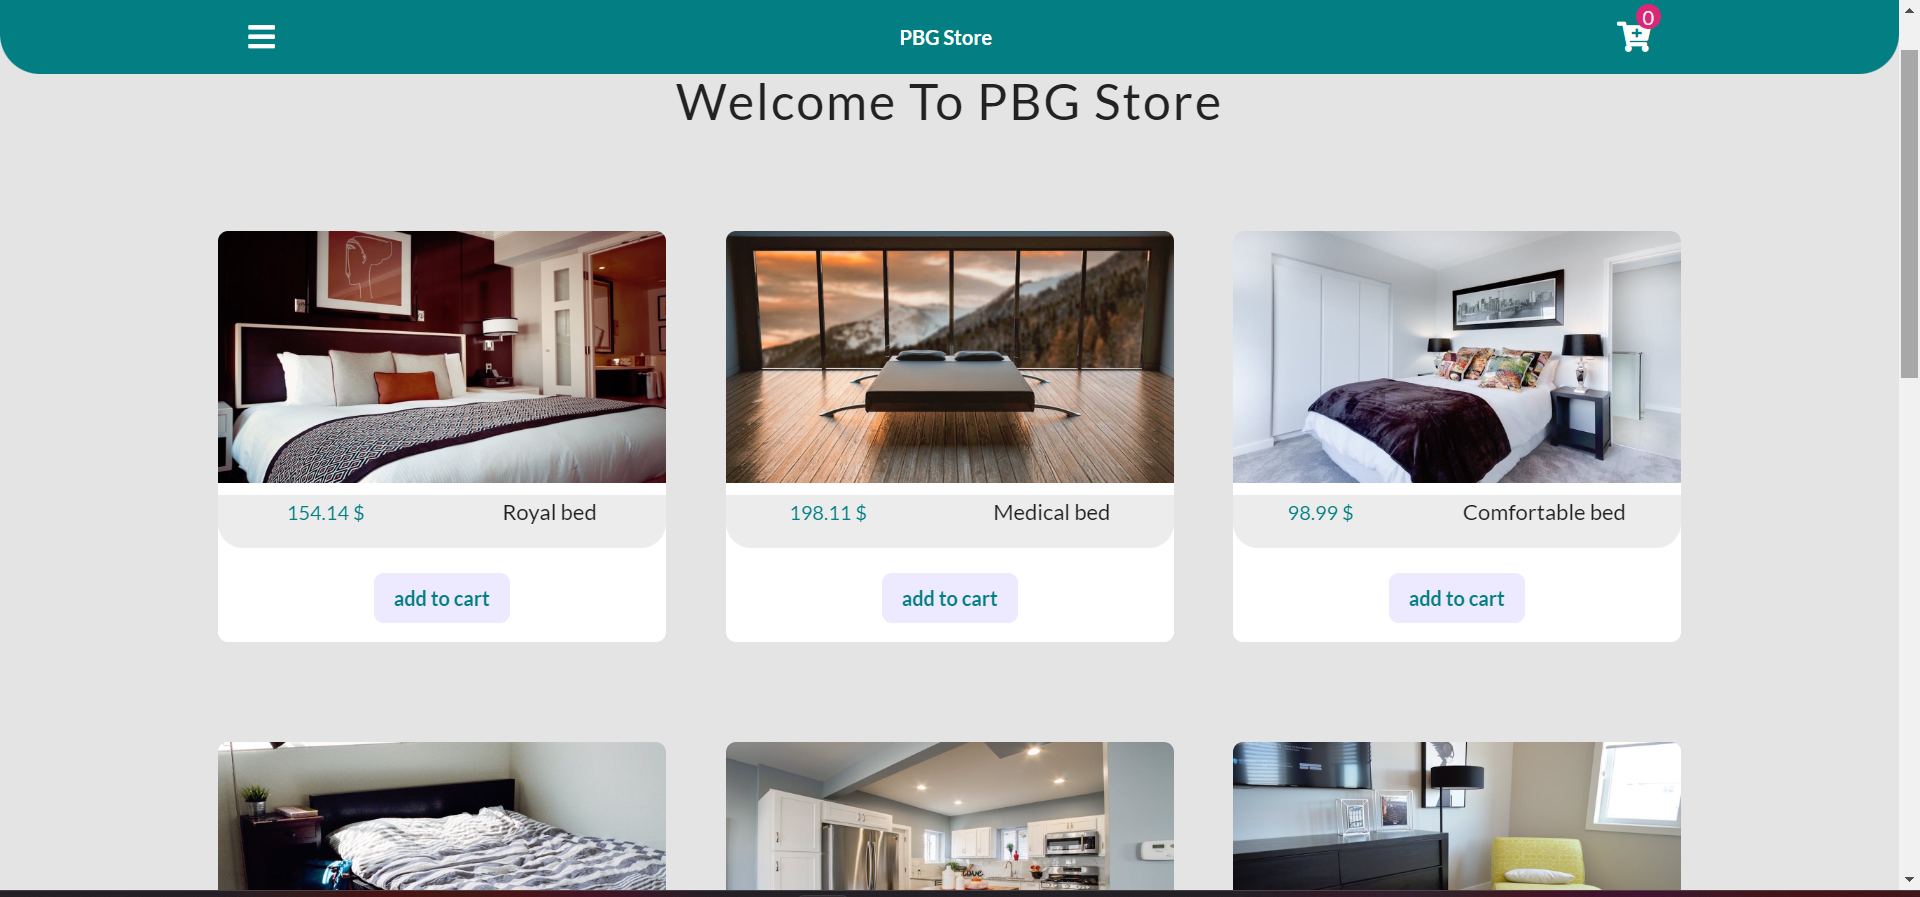 PBG Store
0
Welcome To PBG Store
154.14 $ Royal bed
198.11 $ Medical bed
98.99 $ Comfortable bed
add to cart
add to cart
add to cart
love